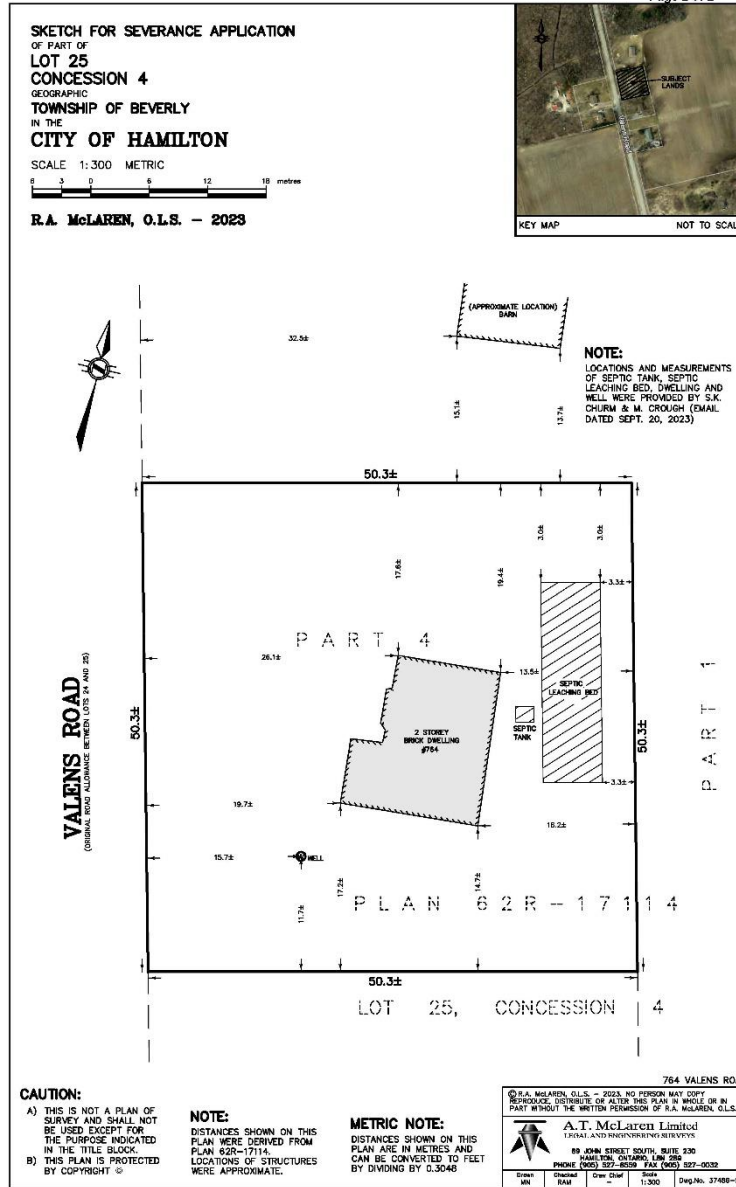 SKETCH FOR SEVERANCE APPLICATION
OF PART OF
LOT 25
CONCESSION 4
GEOGRAPHIC
TOWNSHIP OF BEVERLY
IN THE
CITY OF HAMILTON
SCALE 1:300 METRIC
6 3 0 6 12 18 metres
R.A. McLAREN, O.L.S. - 2023
SUBJECT
LANDS
KEY MAP NOT TO SCAL
(APPROXIMATE LOCATION)
BARN
32.5±
15.1±
13.7±
NOTE:
LOCATIONS AND MEASUREMENTS
OF SEPTIC TANK, SEPTIC
LEACHING BED, DWELLING AND
WELL WERE PROVIDED BY S.K.
CHURM & M. CROUGH (EMAIL
DATED SEPT. 20, 2023)
50.3±
17.6±
19.4±
3.0±
3.0±
3.3±
PART 4
26.1±
13.5±
SEPTIC
LEACHING BED
2 STOREY
BRICK DWELLING
#764
SEPTIC
TANK
VALENS ROAD
(ORIGINAL ROAD ALLOWANCE BETWEEN LOTS 24 AND 25)
50.3±
50.3±
PART 1
3.3±
19.7±
16.2±
15.7±
WELL
11.7±
17.2±
14.7±
PLAN 62R-17114
50.3±
LOT 25, CONCESSION 4
764 VALENS RO
CAUTION:
A) THIS IS NOT A PLAN OF
SURVEY AND SHALL NOT
BE USED EXCEPT FOR
THE PURPOSE INDICATED
IN THE TITLE BLOCK.
B) THIS PLAN IS PROTECTED
BY COPYRIGHT ©
NOTE:
DISTANCES SHOWN ON THIS
PLAN WERE DERIVED FROM
PLAN 62R-17114.
LOCATIONS OF STRUCTURES
WERE APPROXIMATE.
METRIC NOTE:
DISTANCES SHOWN ON THIS
PLAN ARE IN METRES AND
CAN BE CONVERTED TO FEET
BY DIVIDING BY 0.3048
© R.A. McLAREN, O.L.S. - 2023. NO PERSON MAY COPY
REPRODUCE, DISTRIBUTE OR ALTER THIS PLAN IN WHOLE OR IN
PART WITHOUT THE WRITTEN PERMISSION OF R.A. McLAREN, O.L.S.
A.T. McLaren Limited
LEGAL AND ENGINEERING SURVEYS
69 JOHN STREET SOUTH, SUITE 230
HAMILTON, ONTARIO, L8N 2B9
PHONE (905) 527-8559 FAX (905) 527-0032
Drawn MN
Checked RAM
Crew Chief -
Scale 1:300
Dwg.No. 37488-